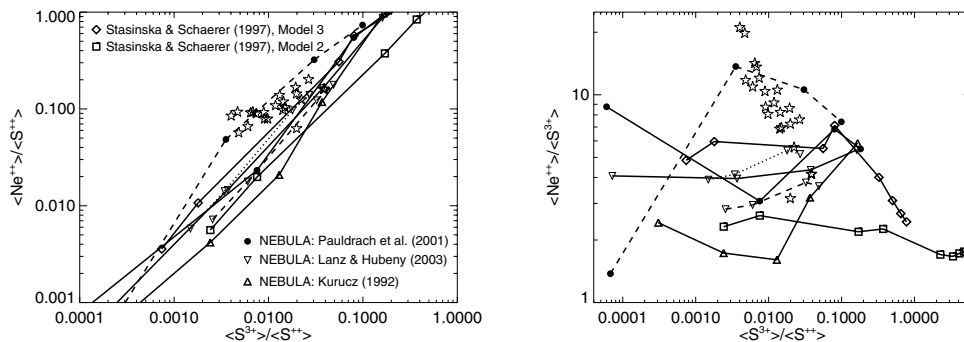 1.000
0.100
0.010
0.001
<Ne⁺⁺>/<S⁺⁺>
◇ Stasinska & Schaerer (1997), Model 3
□ Stasinska & Schaerer (1997), Model 2
● NEBULA: Pauldrach et al. (2001)
▽ NEBULA: Lanz & Hubeny (2003)
△ NEBULA: Kurucz (1992)
0.0001 0.0010 0.0100 0.1000 1.0000
<S³⁺>/<S⁺⁺>
10
1
<Ne⁺⁺>/<S³⁺>
0.0001 0.0010 0.0100 0.1000 1.0000
<S³⁺>/<S⁺⁺>